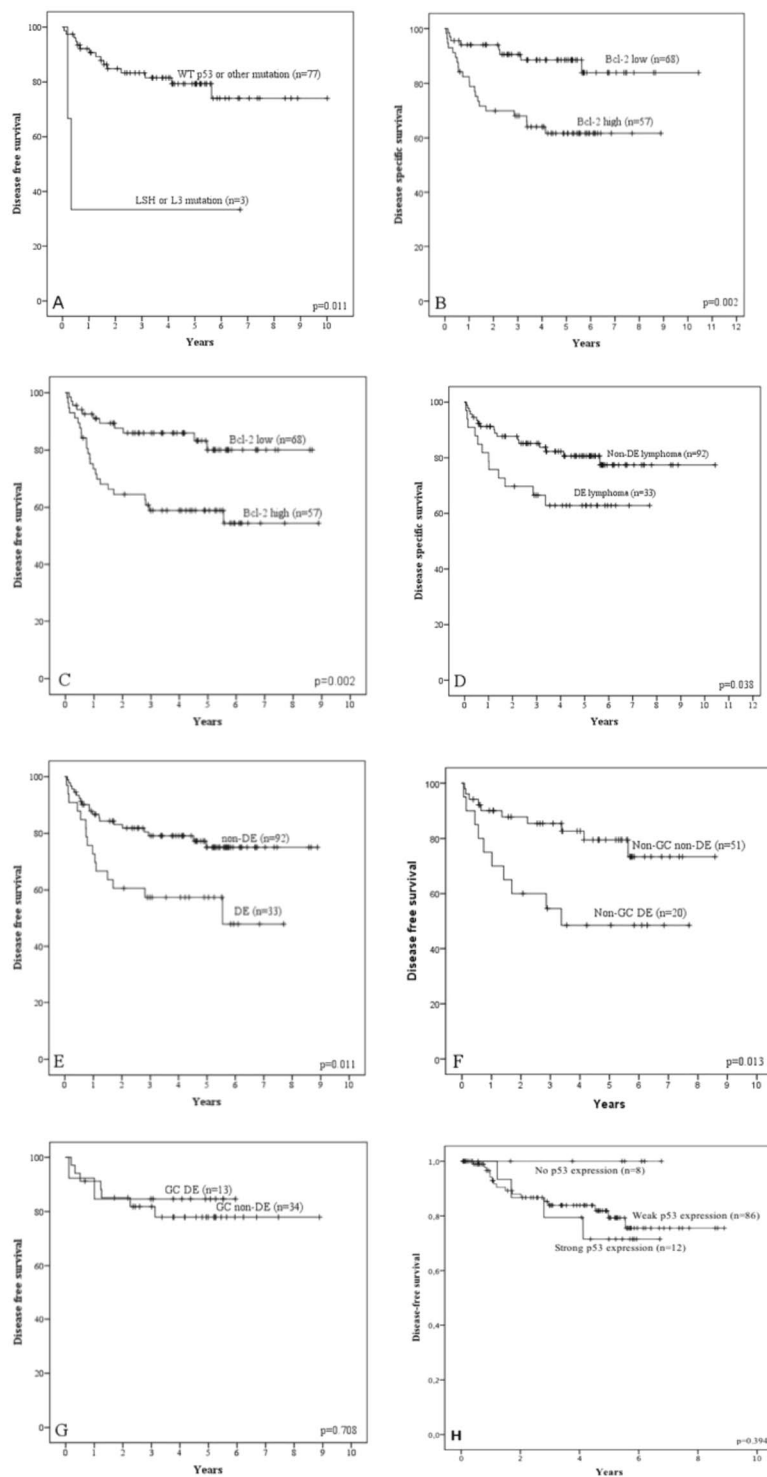 Disease free survival
100
80
60
40
20
0
WT p53 or other mutation (n=77)
LSH or L3 mutation (n=3)
A
p=0.011
0 1 2 3 4 5 6 7 8 9 10
Years
Disease specific survival
100
80
60
40
20
0
Bcl-2 low (n=68)
Bcl-2 high (n=57)
B
p=0.002
0 1 2 3 4 5 6 7 8 9 10 11 12
Years
Disease free survival
100
80
60
40
20
0
Bcl-2 low (n=68)
Bcl-2 high (n=57)
C
p=0.002
0 1 2 3 4 5 6 7 8 9 10
Years
Disease specific survival
100
80
60
40
20
0
Non-DE lymphoma (n=92)
DE lymphoma (n=33)
D
p=0.038
0 1 2 3 4 5 6 7 8 9 10 11
Years
Disease free survival
100
80
60
40
20
0
non-DE (n=92)
DE (n=33)
E
p=0.011
0 1 2 3 4 5 6 7 8 9 10
Years
Disease free survival
100
80
60
40
20
0
Non-GC non-DE (n=51)
Non-GC DE (n=20)
F
p=0.013
0 1 2 3 4 5 6 7 8 9 10
Years
Disease free survival
100
80
60
40
20
0
GC DE (n=13)
GC non-DE (n=34)
G
p=0.708
0 1 2 3 4 5 6 7 8 9 10
Years
Disease-free survival
1,0
0,8
0,6
0,4
0,2
0,0
No p53 expression (n=8)
Weak p53 expression (n=86)
Strong p53 expression (n=12)
H
p=0.394
0 2 4 6 8 10
Years